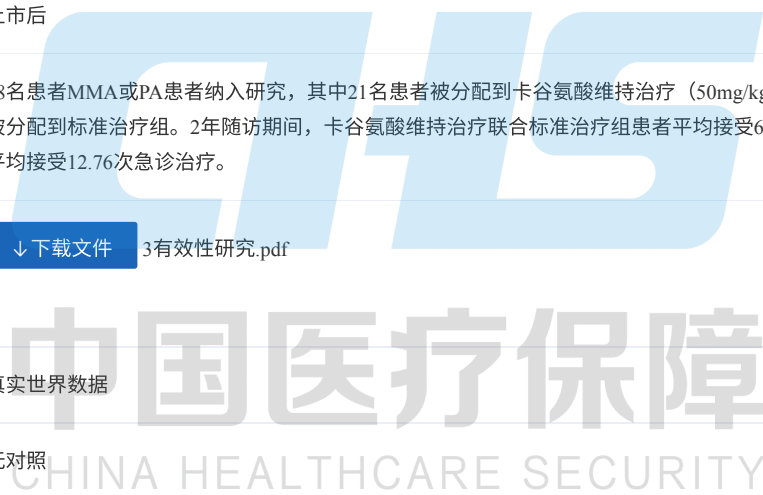 上市后
8名患者MMA或PA患者纳入研究，其中21名患者被分配到卡谷氨酸维持治疗（50mg/kg
被分配到标准治疗组。2年随访期间，卡谷氨酸维持治疗联合标准治疗组患者平均接受6
平均接受12.76次急诊治疗。
↓下载文件 3有效性研究.pdf
中国医疗保障
真实世界数据
无对照
CHINA HEALTHCARE SECURITY